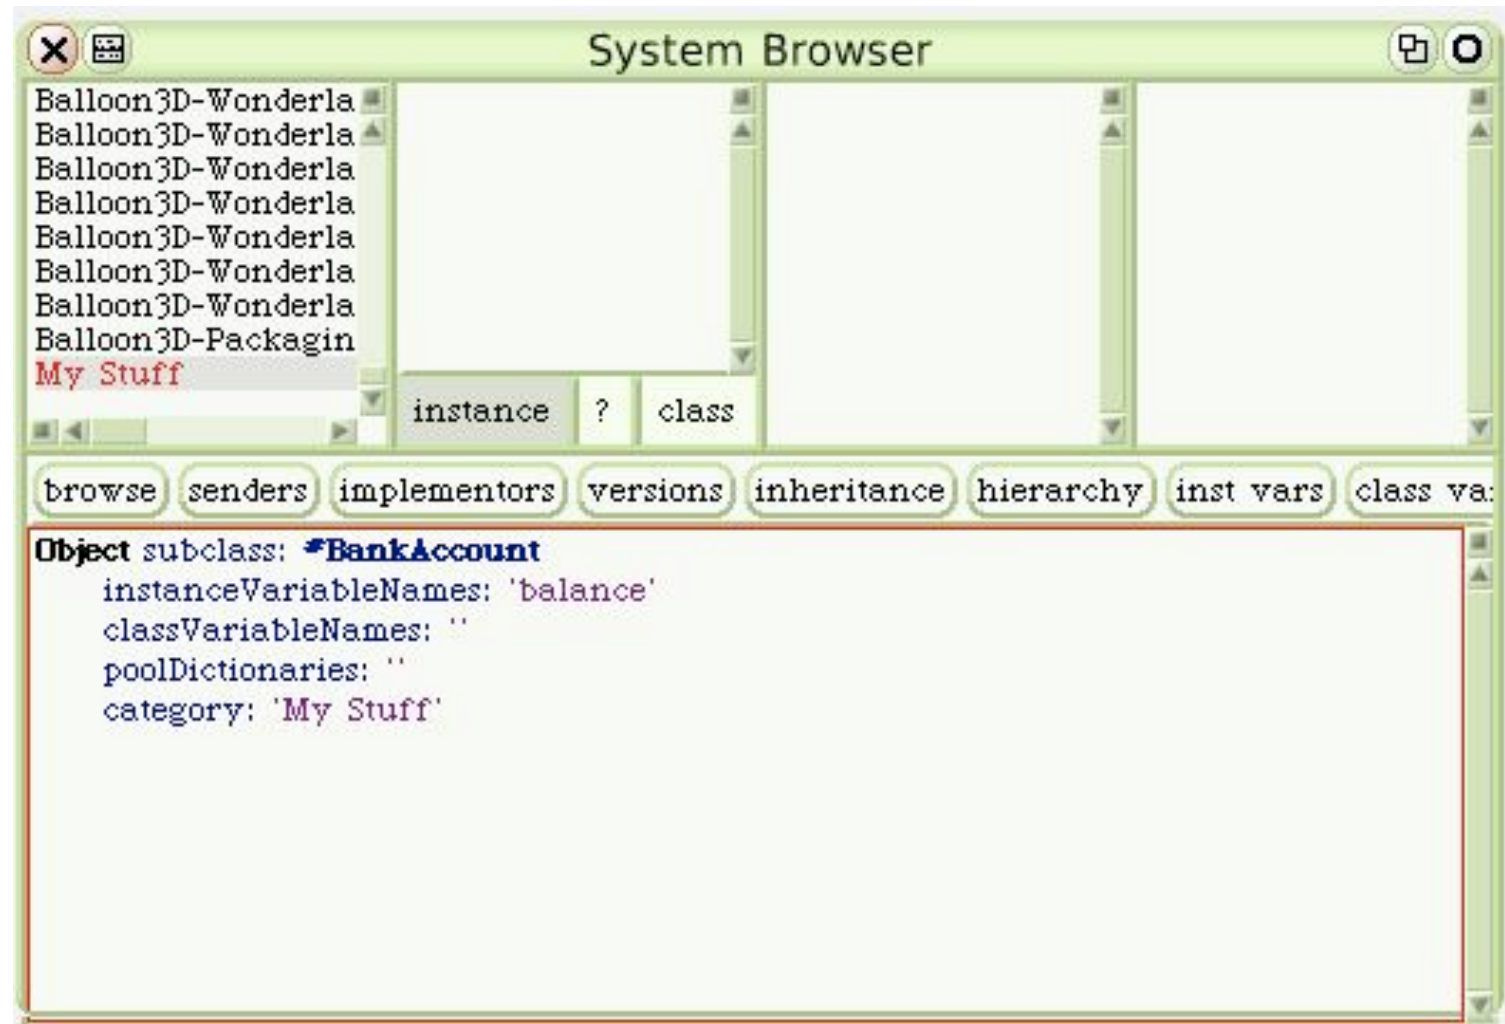 System Browser
Balloon3D-Wonderla
Balloon3D-Wonderla
Balloon3D-Wonderla
Balloon3D-Wonderla
Balloon3D-Wonderla
Balloon3D-Wonderla
Balloon3D-Wonderla
Balloon3D-Packagin
My Stuff
instance ? class
browse senders implementors versions inheritance hierarchy inst vars class va
Object subclass: #BankAccount
instanceVariableNames: 'balance'
classVariableNames: ''
poolDictionaries: ''
category: 'My Stuff'